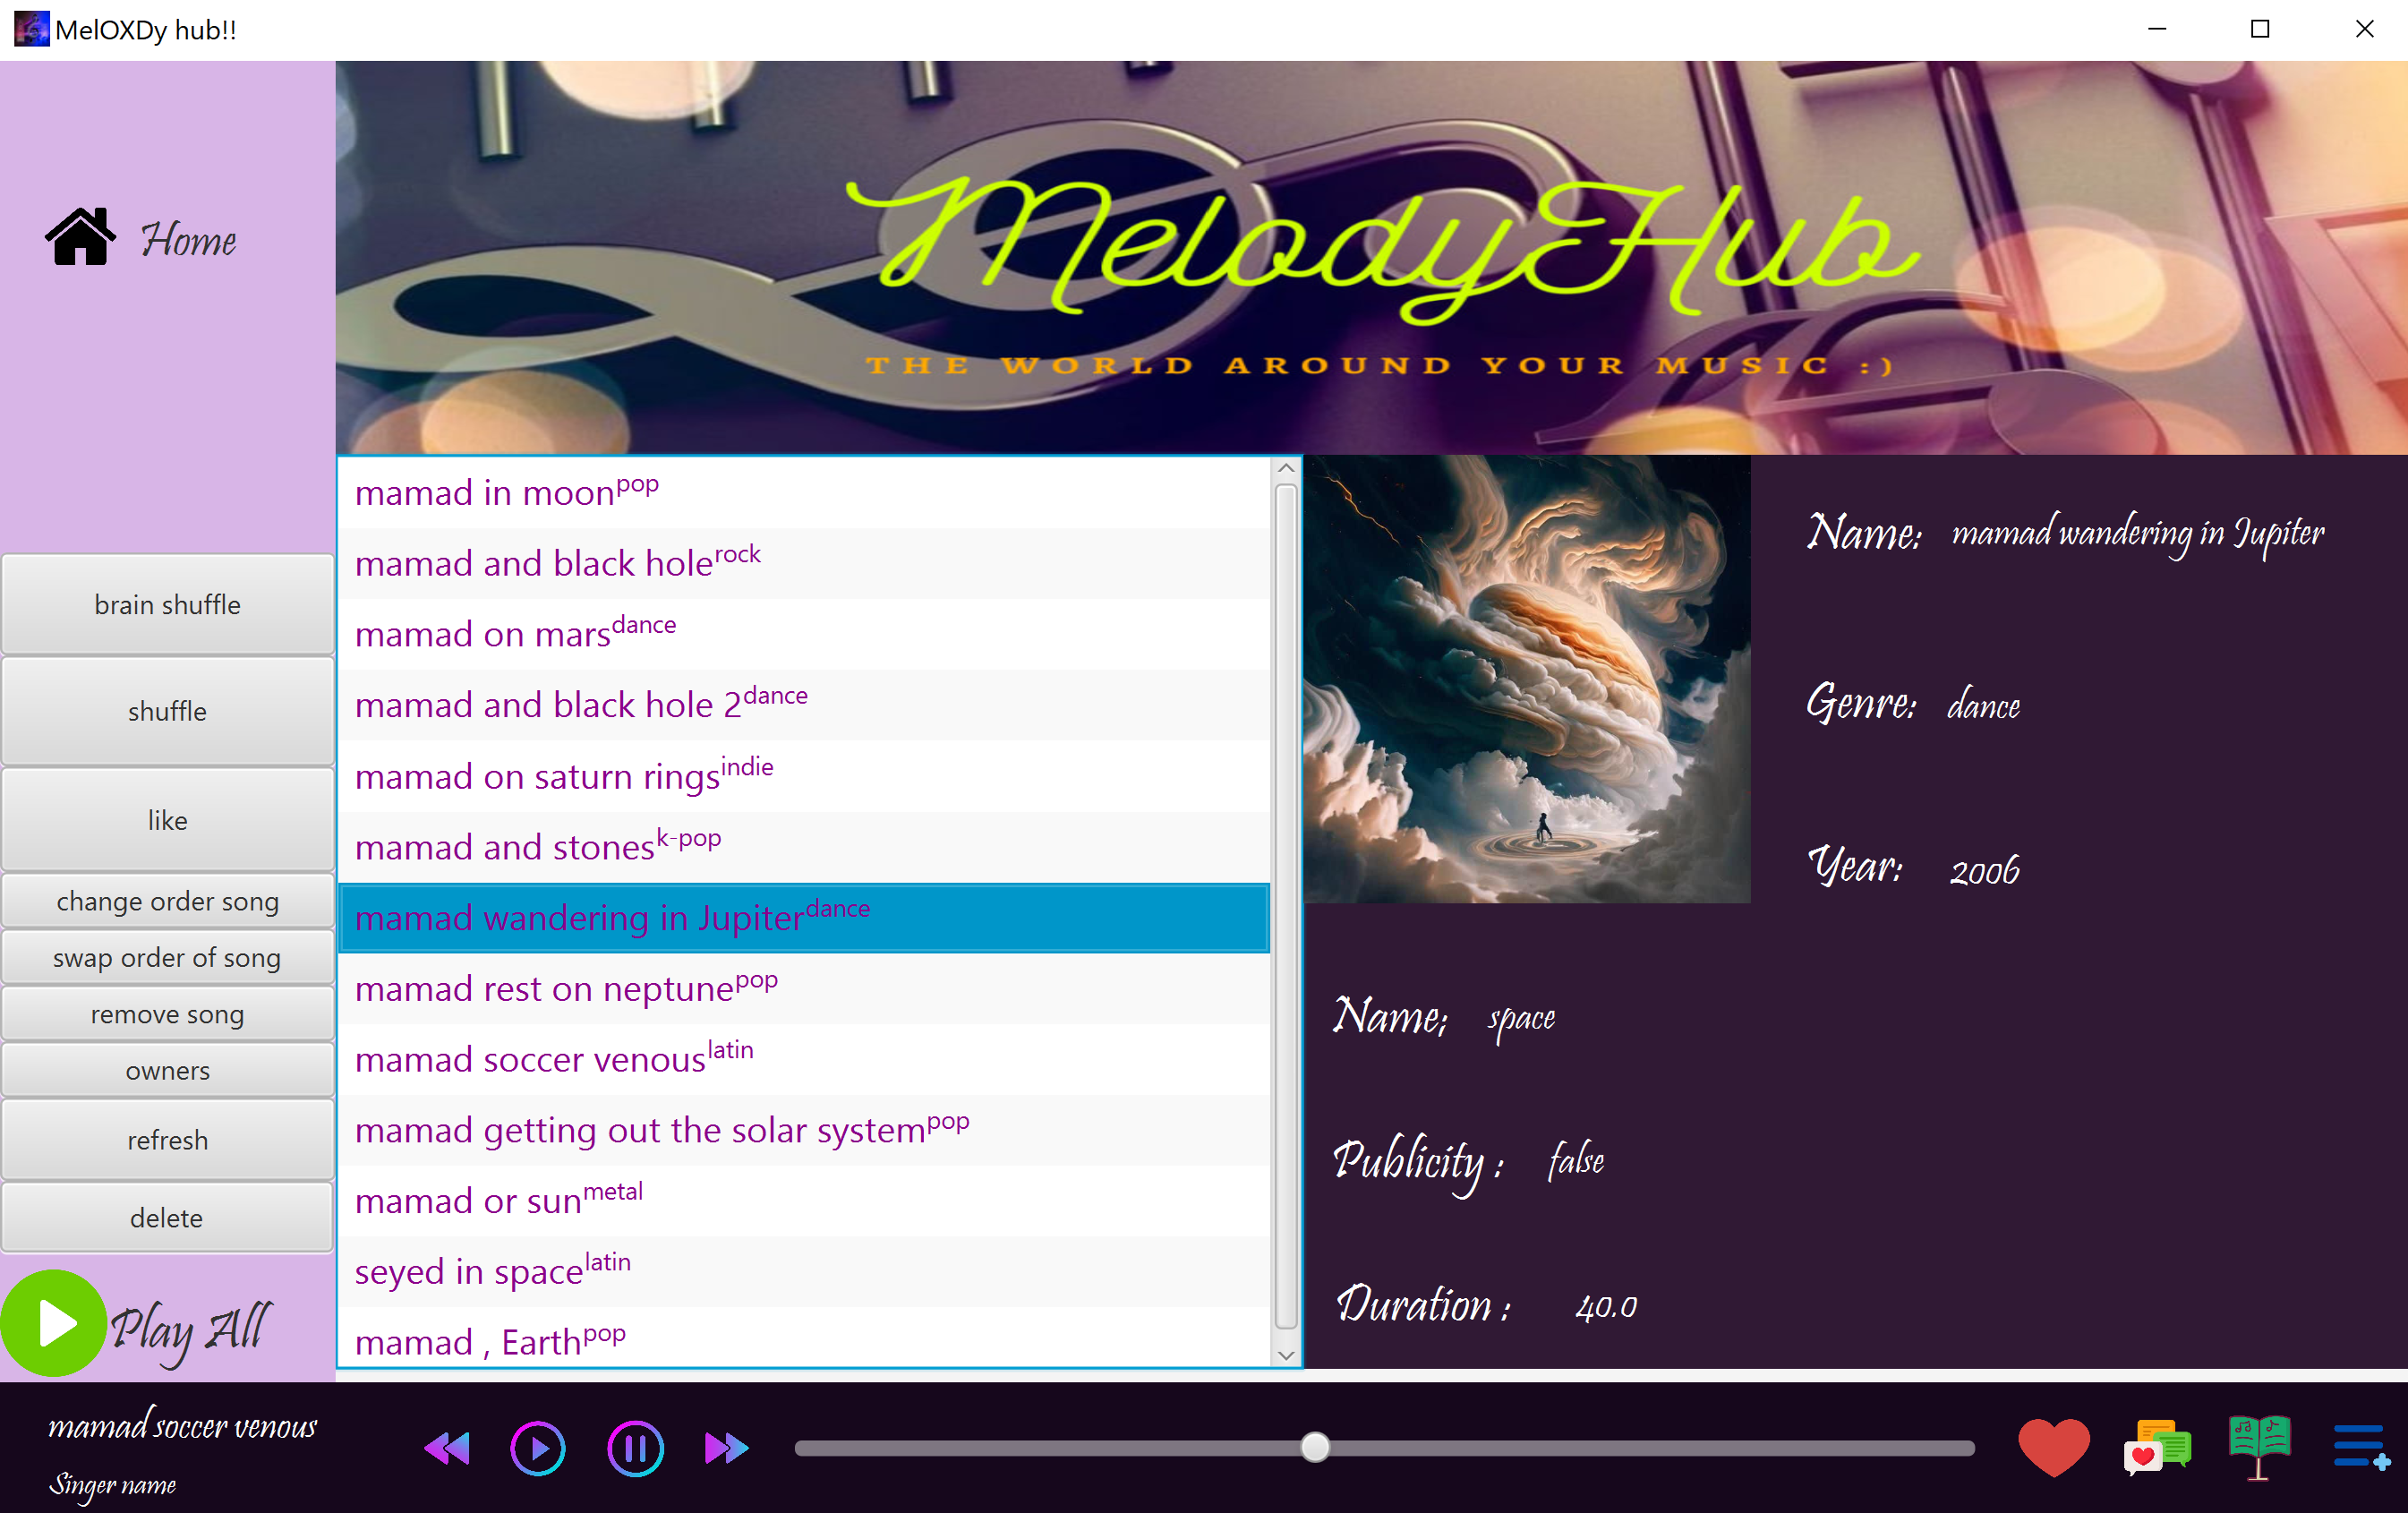 MelOXDy hub!!
Home
MelodyHub
THE WORLD AROUND YOUR MUSIC :)
brain shuffle
shuffle
like
change order song
swap order of song
remove song
owners
refresh
delete
Play All
mamad in moon pop
mamad and black hole rock
mamad on mars dance
mamad and black hole 2 dance
mamad on saturn rings indie
mamad and stones k-pop
mamad wandering in Jupiter dance
mamad rest on neptune pop
mamad soccer venous latin
mamad getting out the solar system pop
mamad or sun metal
seyed in space latin
mamad , Earth pop
Name: mamad wandering in Jupiter
Genre: dance
Year: 2006
Name; space
Publicity : false
Duration : 40.0
mamad soccer venous
Singer name